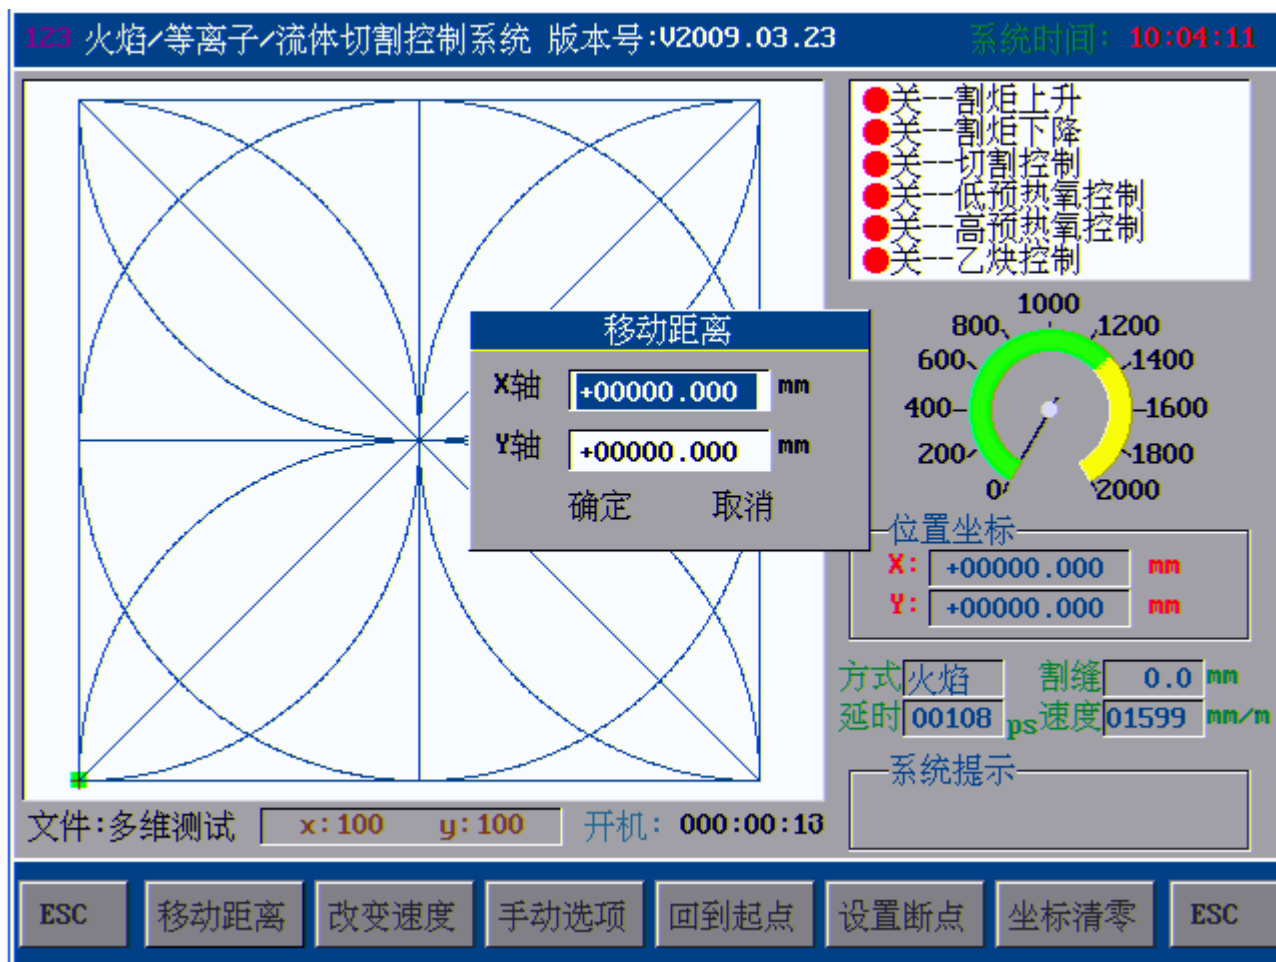 123 火焰/等离子/流体切割控制系统 版本号:V2009.03.23 系统时间: 10:04:11
关--割炬上升
关--割炬下降
关--切割控制
关--低预热氧控制
关--高预热氧控制
关--乙炔控制
移动距离
X轴 +00000.000 mm
Y轴 +00000.000 mm
确定 取消
1000
800 1200
600 1400
400 1600
200 1800
0 2000
位置坐标
X: +00000.000 mm
Y: +00000.000 mm
方式 火焰 割缝 0.0 mm
延时 00108 ps 速度 01599 mm/m
系统提示
文件:多维测试 x:100 y:100 开机: 000:00:13
ESC 移动距离 改变速度 手动选项 回到起点 设置断点 坐标清零 ESC